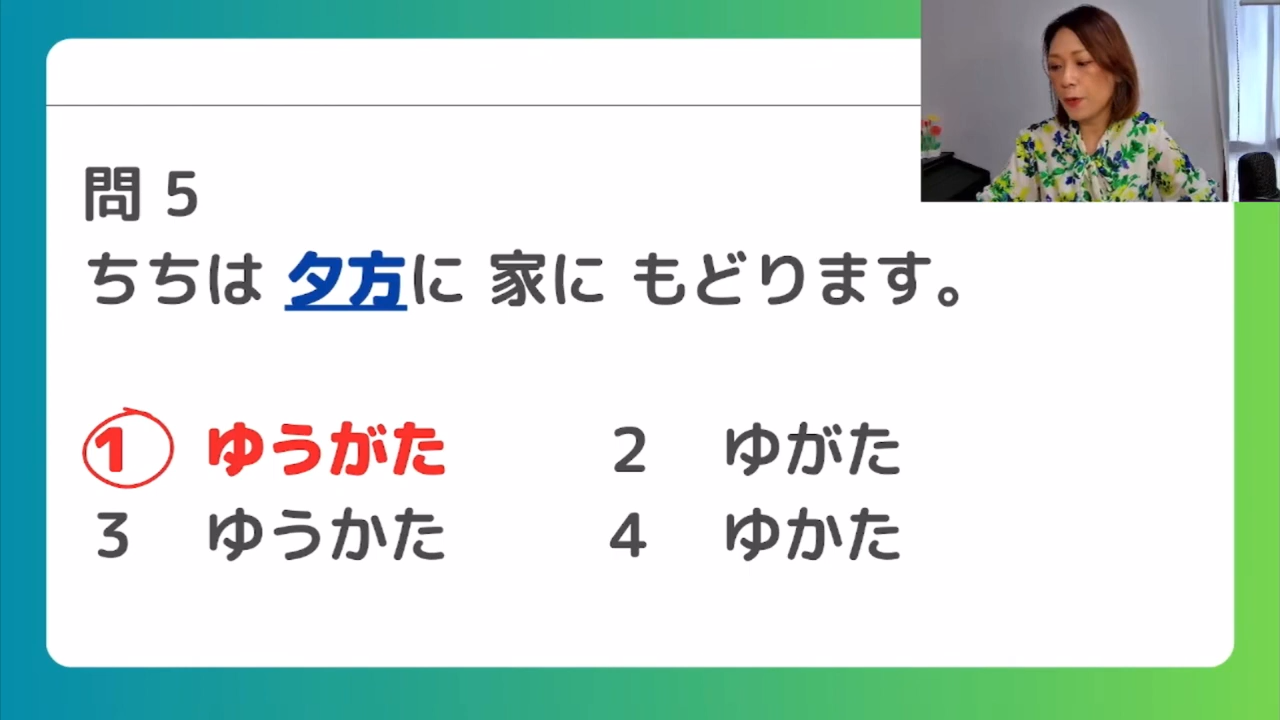 問 5
ちちは 夕方に 家に もどります。
1 ゆうがた 2 ゆがた
3 ゆうかた 4 ゆかた